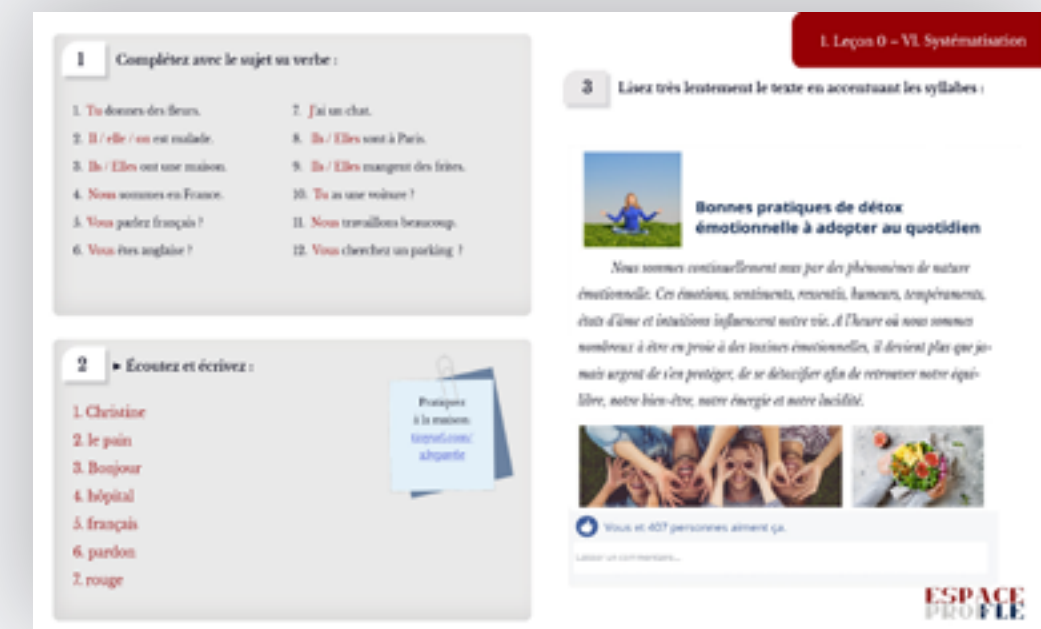 1. Leçon 0 – VI. Systématisation
1 Complétez avec le sujet su verbe :
1. Tu donnes des fleurs.
2. Il / elle / on est malade.
3. Ils / Elles ont une maison.
4. Nous sommes en France.
5. Vous parlez français ?
6. Vous êtes anglaise ?
7. J'ai un chat.
8. Ils / Elles sont à Paris.
9. Ils / Elles mangent des frites.
10. Tu as une voiture ?
11. Nous travaillons beaucoup.
12. Vous cherchez un parking ?
2 ► Écoutez et écrivez :
1. Christine
2. le pain
3. Bonjour
4. hôpital
5. français
6. pardon
7. rouge
Pratiquez
à la maison:
tinyurl.com/
3 Lisez très lentement le texte en accentuant les syllabes :
Bonnes pratiques de détox
émotionnelle à adopter au quotidien
Nous sommes continuellement mus par des phénomènes de nature
émotionnelle. Ces émotions, sentiments, ressentis, humeurs, tempéraments,
états d'âme et intuitions influencent notre vie. A l'heure où nous sommes
nombreux à être en proie à des toxines émotionnelles, il devient plus que ja-
mais urgent de s'en protéger, de se détoxifier afin de retrouver notre équi-
libre, notre bien-être, notre énergie et notre lucidité.
Vous et 407 personnes aiment ça.
Laisser un commentaire...
ESPACE
PROFLE